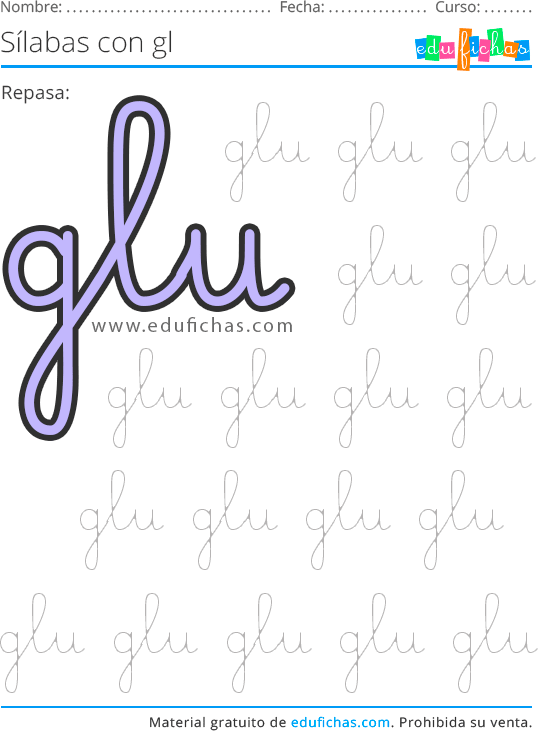 Nombre: ................................ Fecha: ............... Curso: ........
Sílabas con gl
edufichas
Repasa:
glu
glu glu glu
glu glu
www.edufichas.com
glu glu glu glu
glu glu glu glu
glu glu glu glu glu
Material gratuito de edufichas.com. Prohibida su venta.